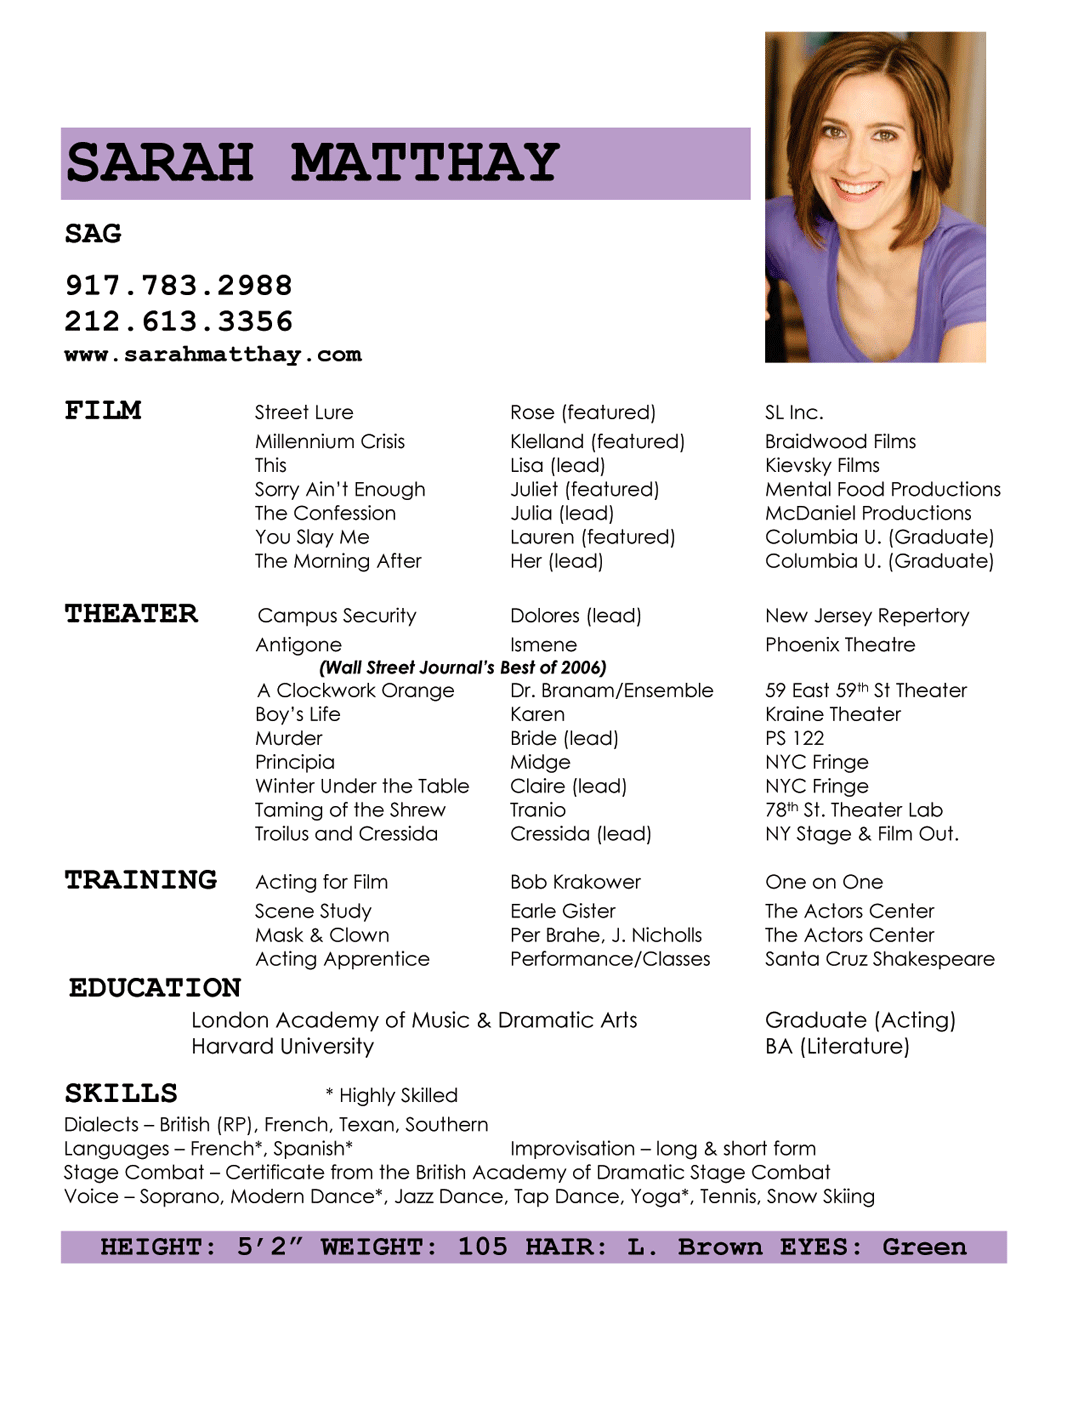 SARAH MATTHAY
SAG
917.783.2988
212.613.3356
www.sarahmatthay.com
FILM Street Lure Rose (featured) SL Inc.
Millennium Crisis Klelland (featured) Braidwood Films
This Lisa (lead) Kievsky Films
Sorry Ain’t Enough Juliet (featured) Mental Food Productions
The Confession Julia (lead) McDaniel Productions
You Slay Me Lauren (featured) Columbia U. (Graduate)
The Morning After Her (lead) Columbia U. (Graduate)
THEATER Campus Security Dolores (lead) New Jersey Repertory
Antigone Ismene Phoenix Theatre
(Wall Street Journal’s Best of 2006)
A Clockwork Orange Dr. Branam/Ensemble 59 East 59th St Theater
Boy’s Life Karen Kraine Theater
Murder Bride (lead) PS 122
Principia Midge NYC Fringe
Winter Under the Table Claire (lead) NYC Fringe
Taming of the Shrew Tranio 78th St. Theater Lab
Troilus and Cressida Cressida (lead) NY Stage & Film Out.
TRAINING Acting for Film Bob Krakower One on One
Scene Study Earle Gister The Actors Center
Mask & Clown Per Brahe, J. Nicholls The Actors Center
Acting Apprentice Performance/Classes Santa Cruz Shakespeare
EDUCATION
London Academy of Music & Dramatic Arts Graduate (Acting)
Harvard University BA (Literature)
SKILLS * Highly Skilled
Dialects – British (RP), French, Texan, Southern
Languages – French*, Spanish* Improvisation – long & short form
Stage Combat – Certificate from the British Academy of Dramatic Stage Combat
Voice – Soprano, Modern Dance*, Jazz Dance, Tap Dance, Yoga*, Tennis, Snow Skiing
HEIGHT: 5’2” WEIGHT: 105 HAIR: L. Brown EYES: Green